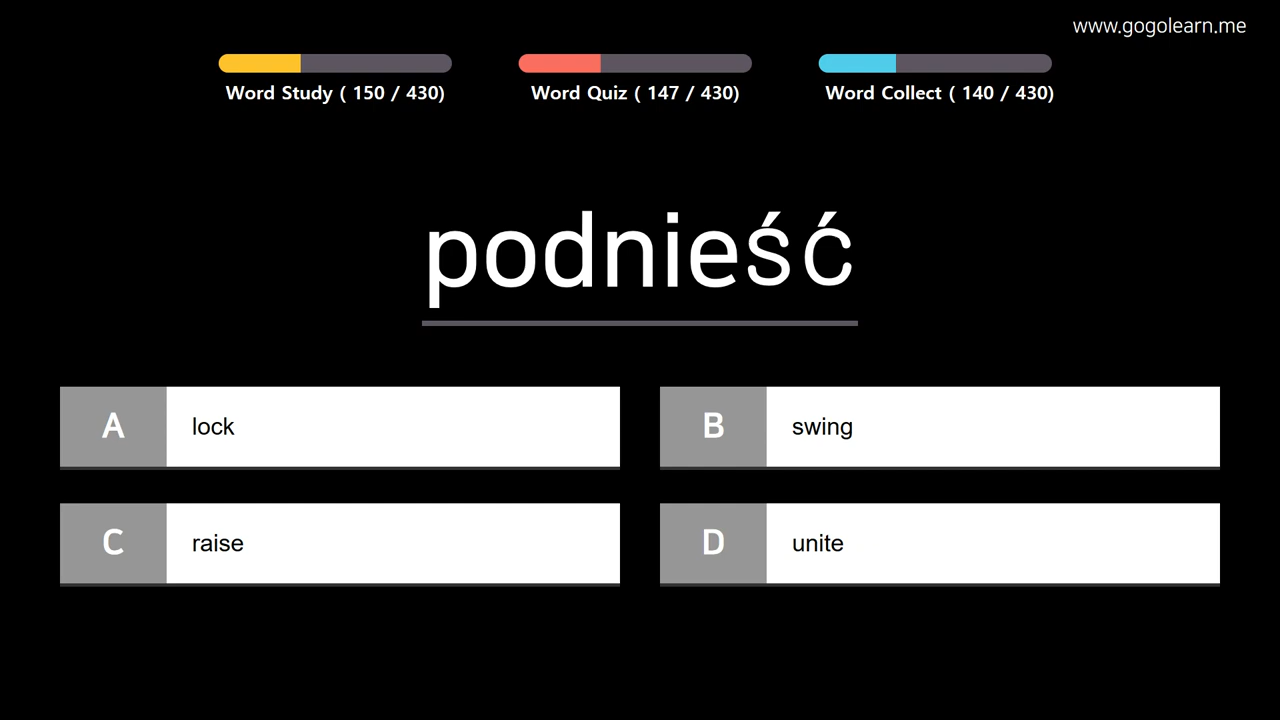 www.gogolearn.me
Word Study ( 150 / 430)
Word Quiz ( 147 / 430)
Word Collect ( 140 / 430)
podnieść
A lock
B swing
C raise
D unite